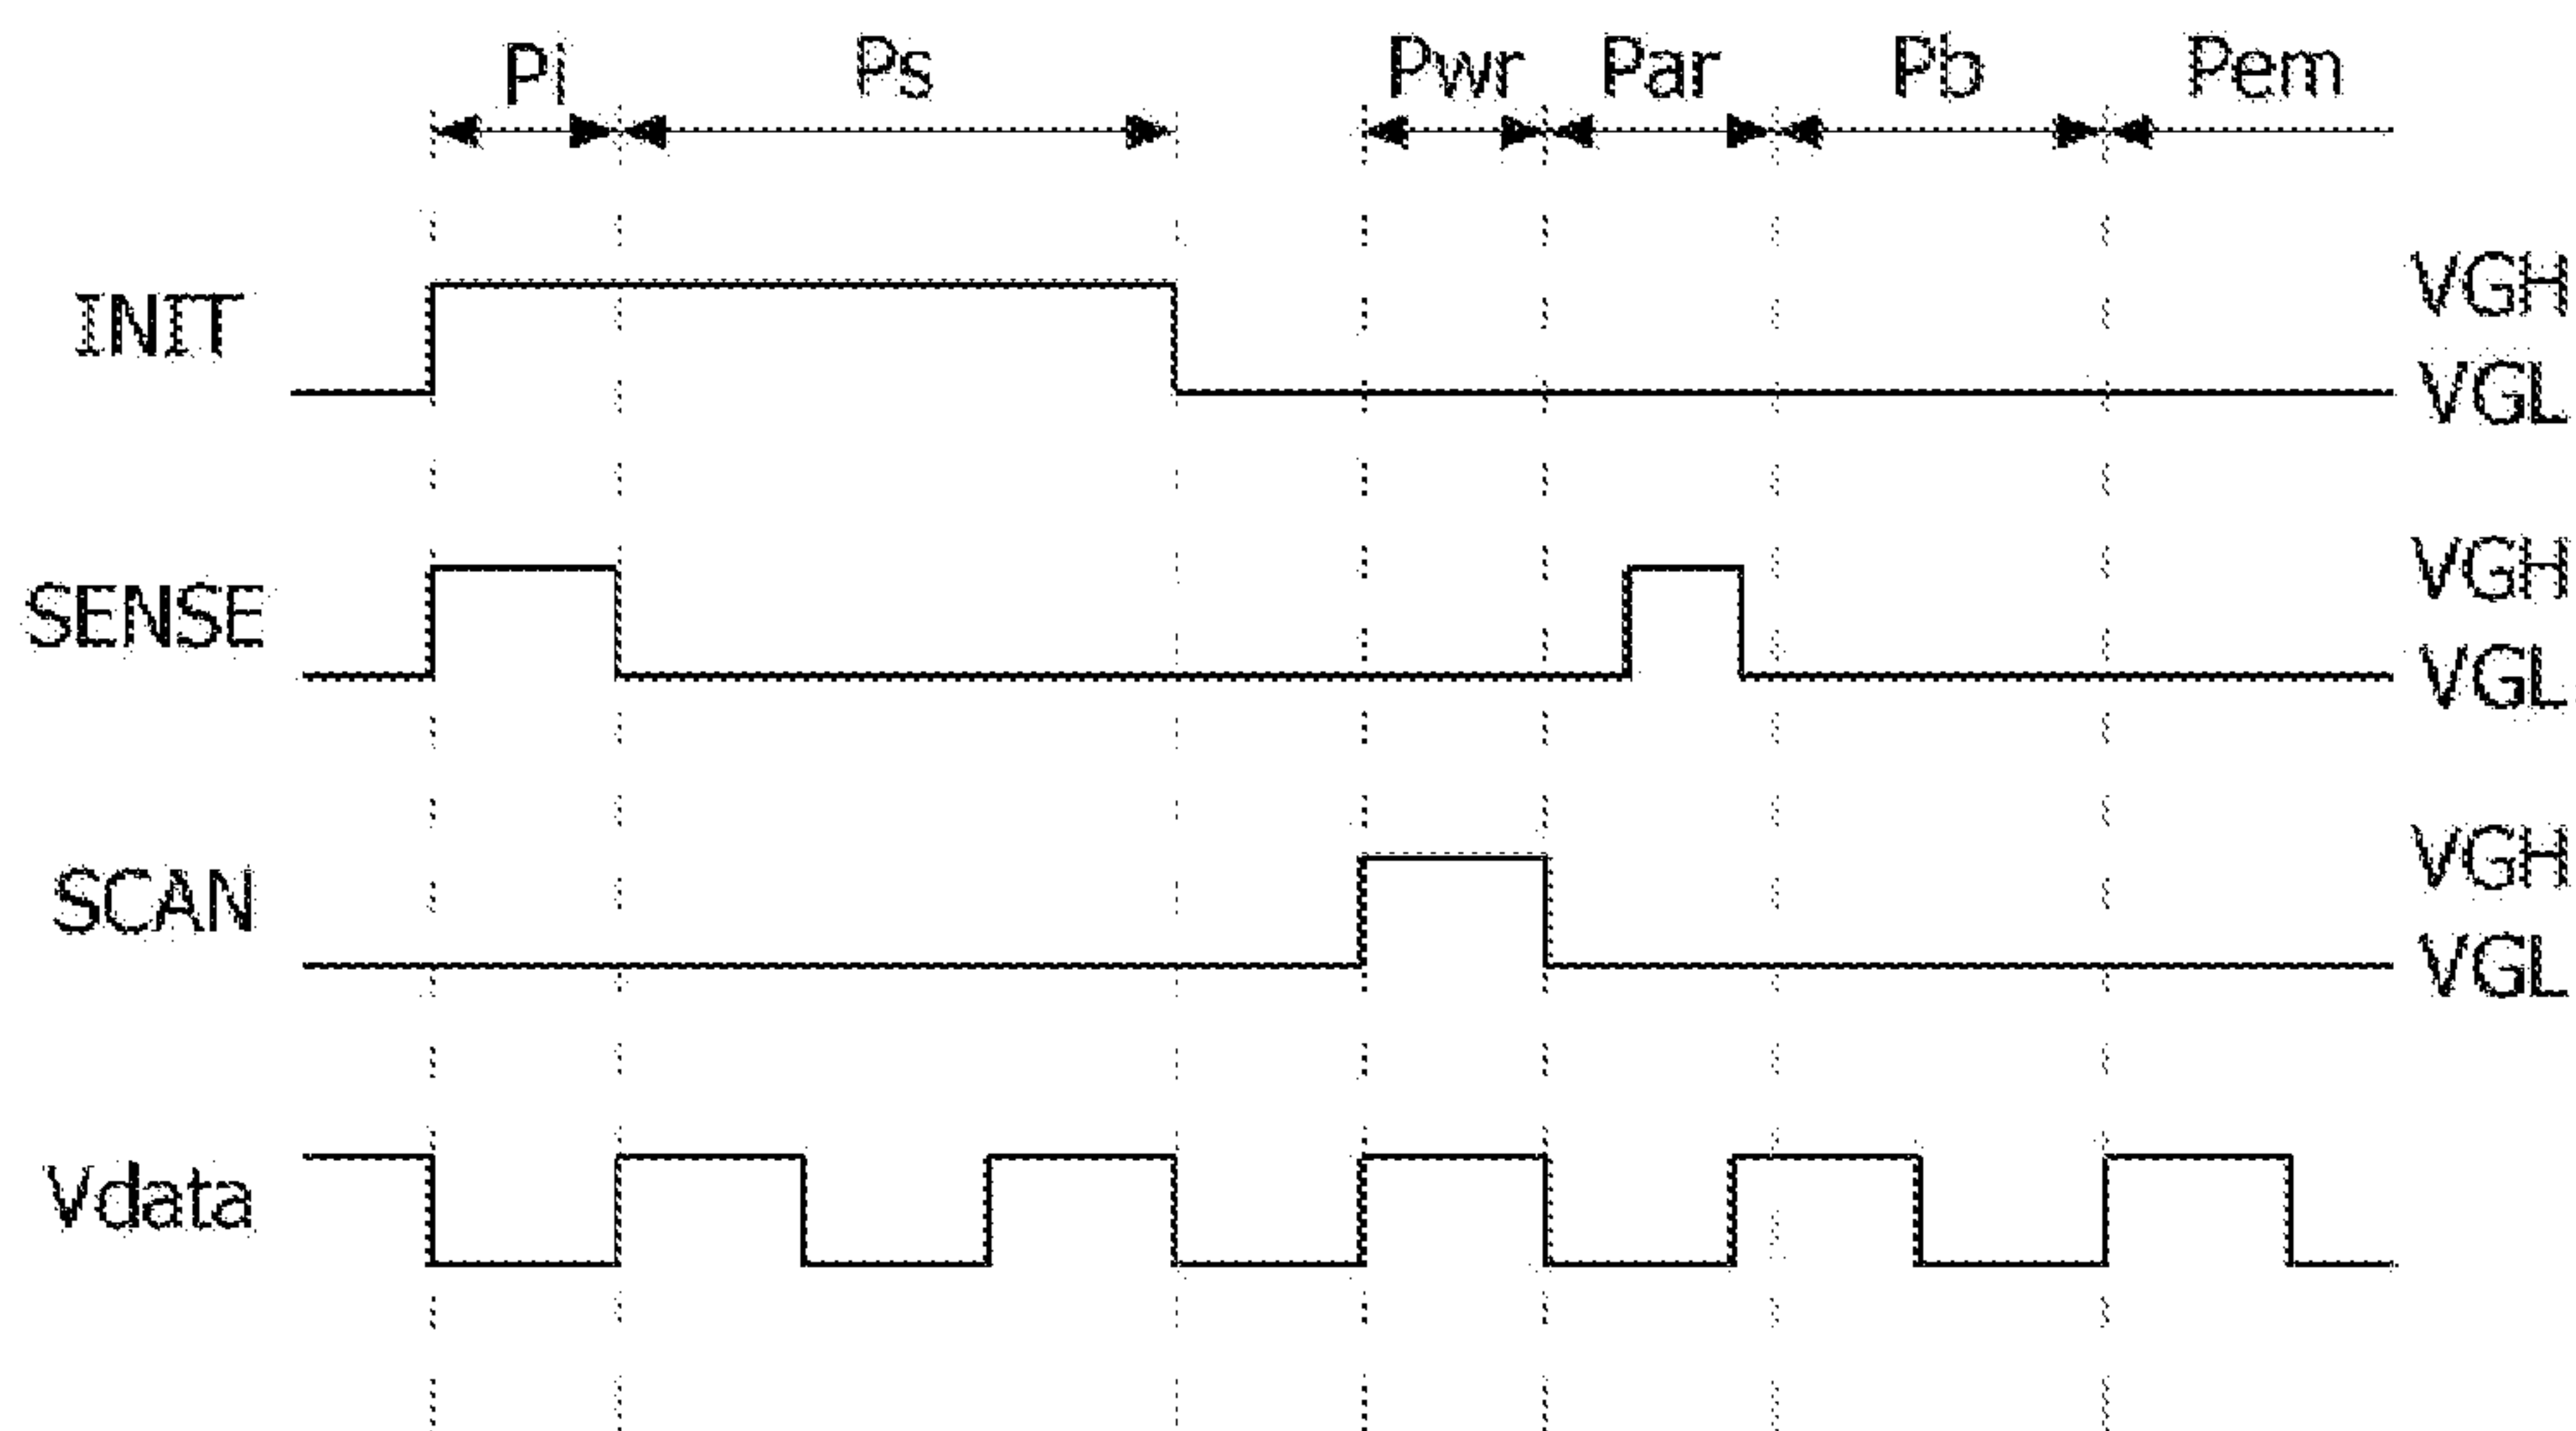 Pi Ps Pwr Par Pb Pem
INIT VGH
VGL
SENSE VGH
VGL
SCAN VGH
VGL
Vdata